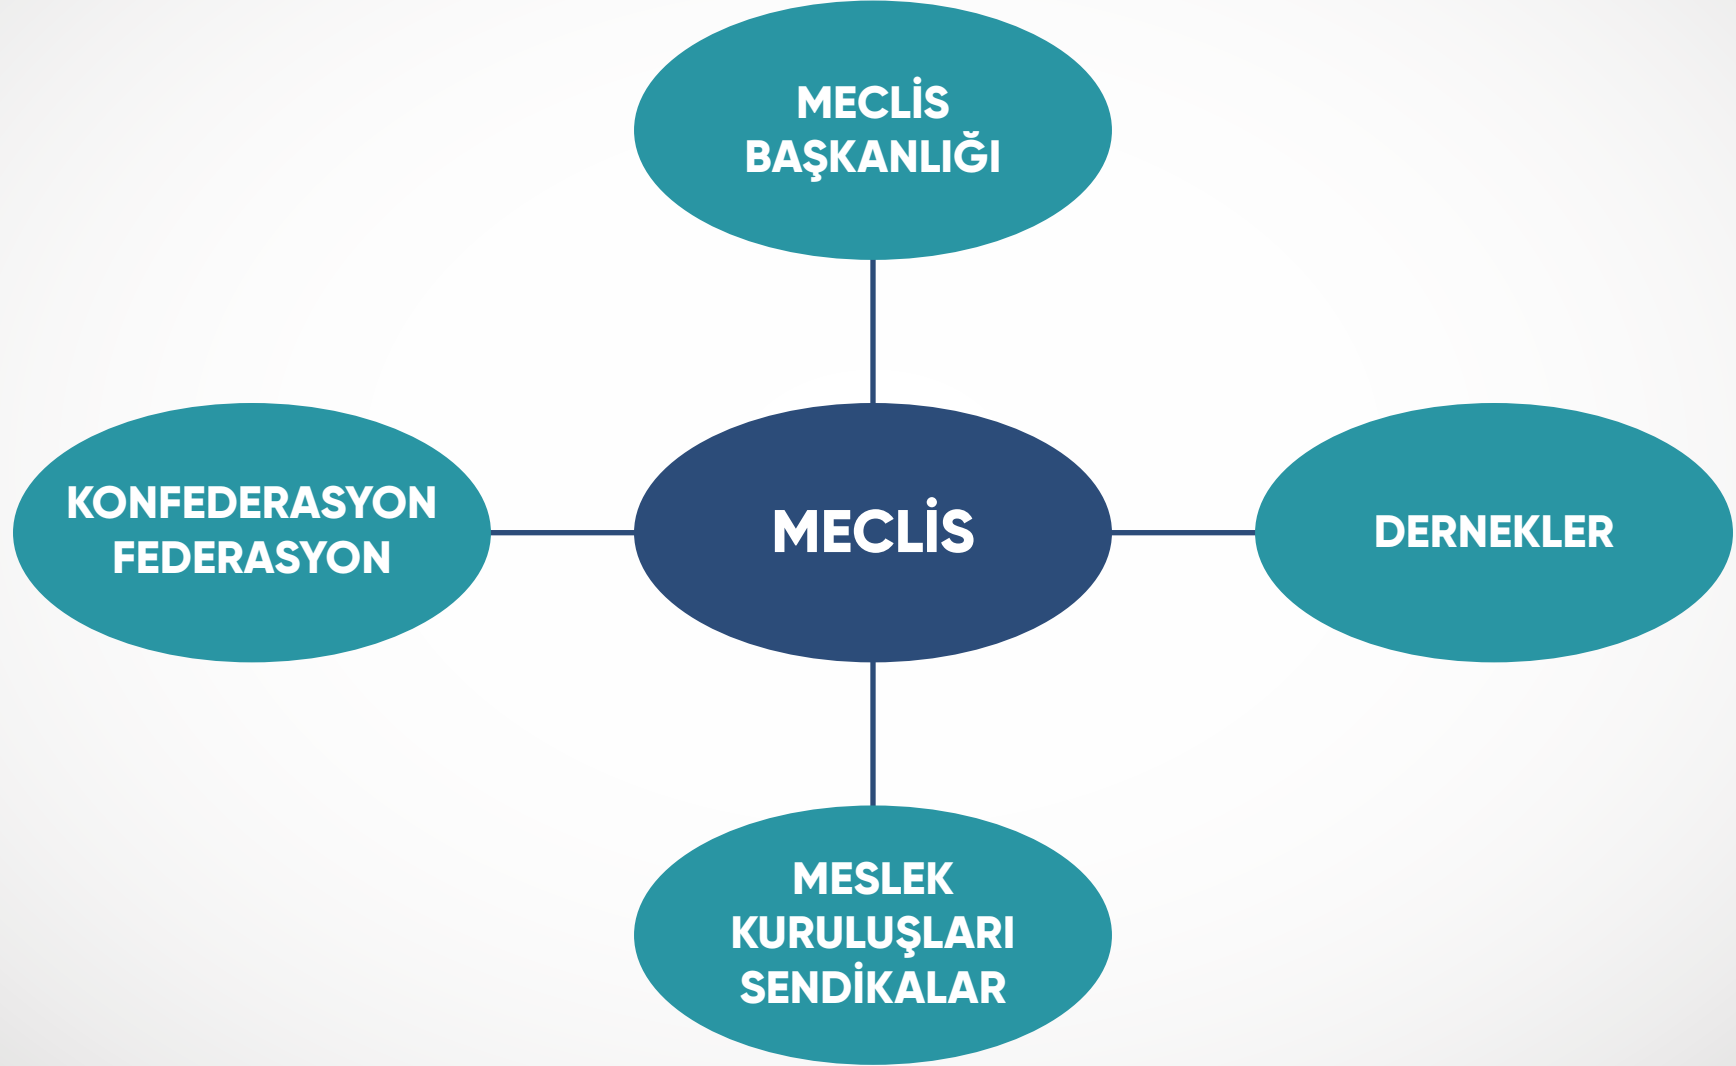 MECLİS
BAŞKANLIĞI
KONFEDERASYON
FEDERASYON
MECLİS
DERNEKLER
MESLEK
KURULUŞLARI
SENDİKALAR